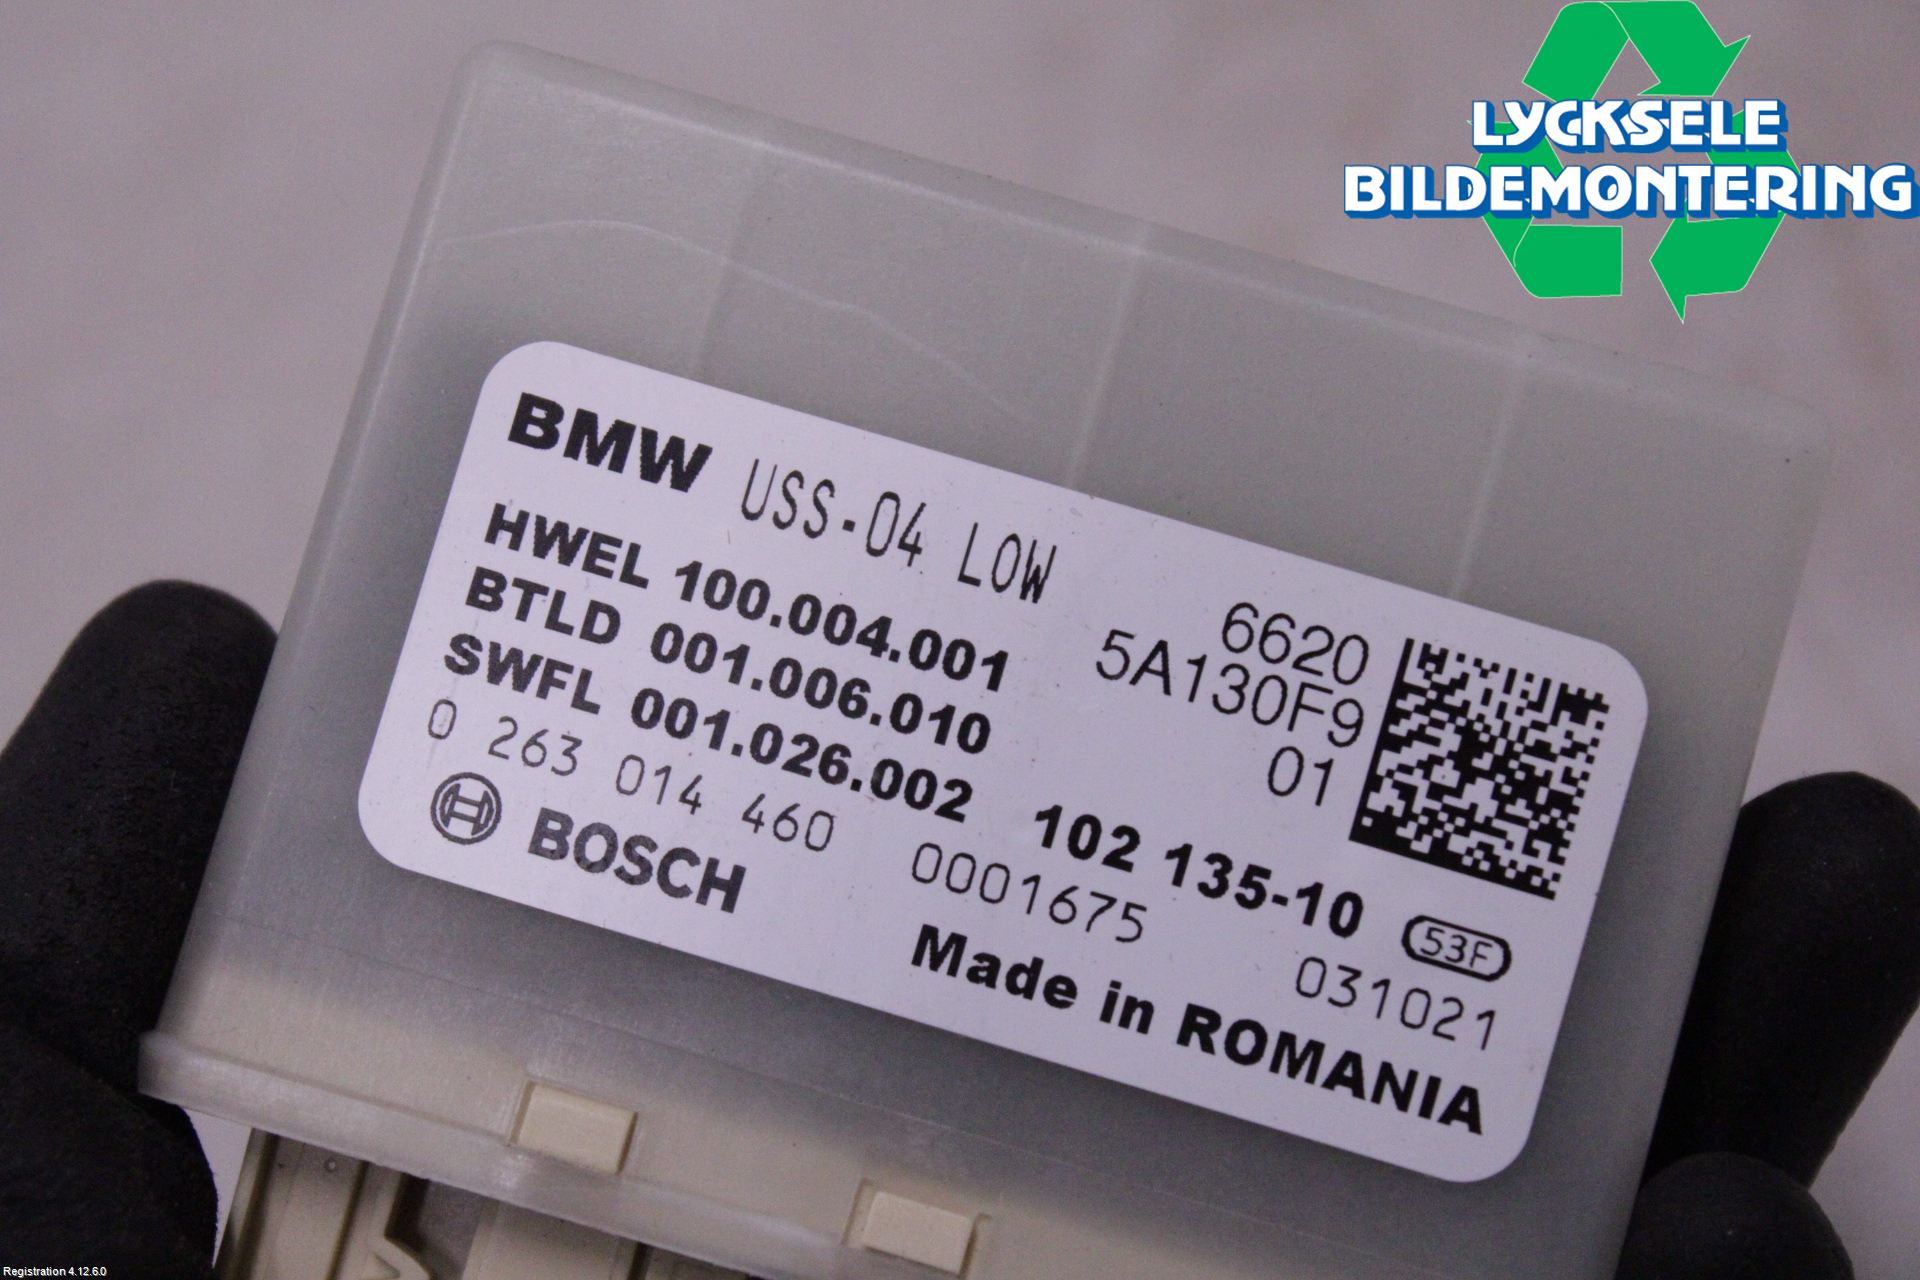 LYCKSELE
BILDEMONTERING
BMW USS-04 LOW
HWEL 100.004.001
BTLD 001.006.010
SWFL 001.026.002
6620
5A130F9
01
102 135-10
0 263 014 460
0001675
53F
031021
BOSCH
Made in ROMANIA
Registration 4.12.6.0